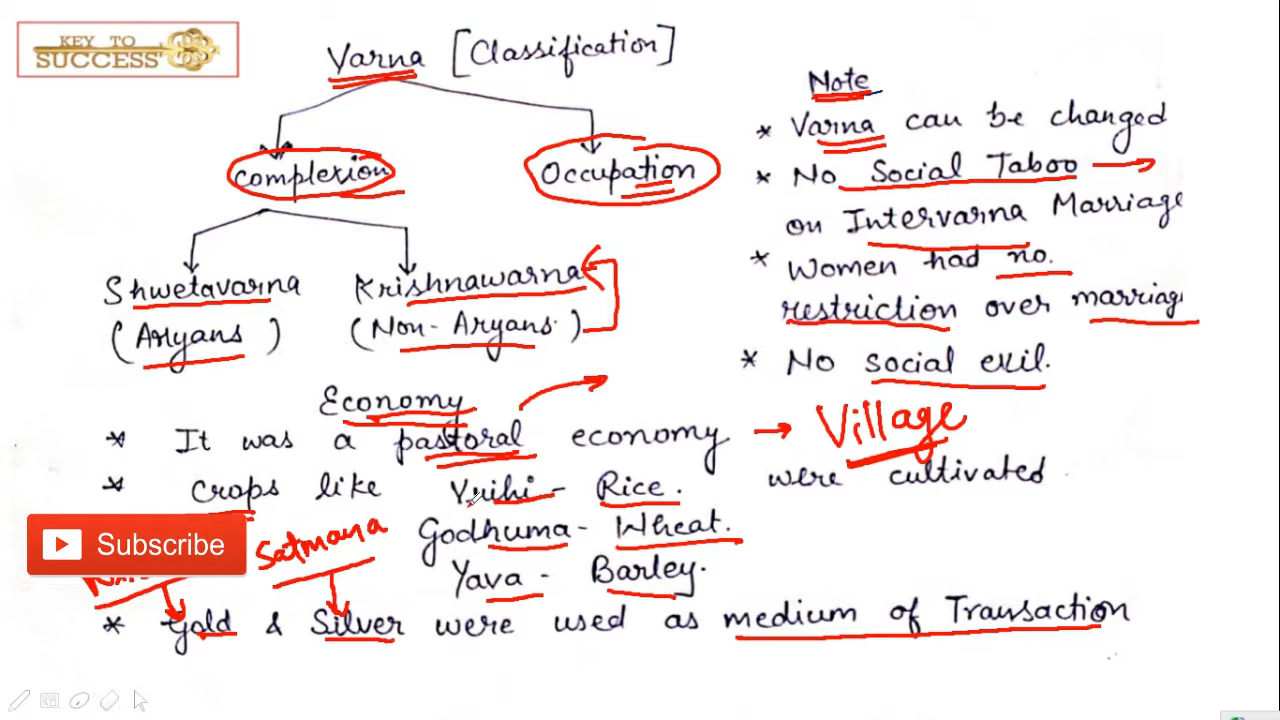 KEY TO
SUCCESS
Varna [Classification]
Complexion
Occupation
Shwetavarna
(Aryans)
Krishnawarna
(Non-Aryans)
Note
* Varna can be changed
* No Social Taboo →
on Intervarna Marriage
* Women had no.
restriction over marriag
* No social exil.
Economy
* It was a pastoral economy → Village
* crops like Vrihi - Rice. were cultivated
Godhuma - Wheat.
Yava - Barley.
Subscribe
Satmana
* Gold & Silver were used as medium of Transaction